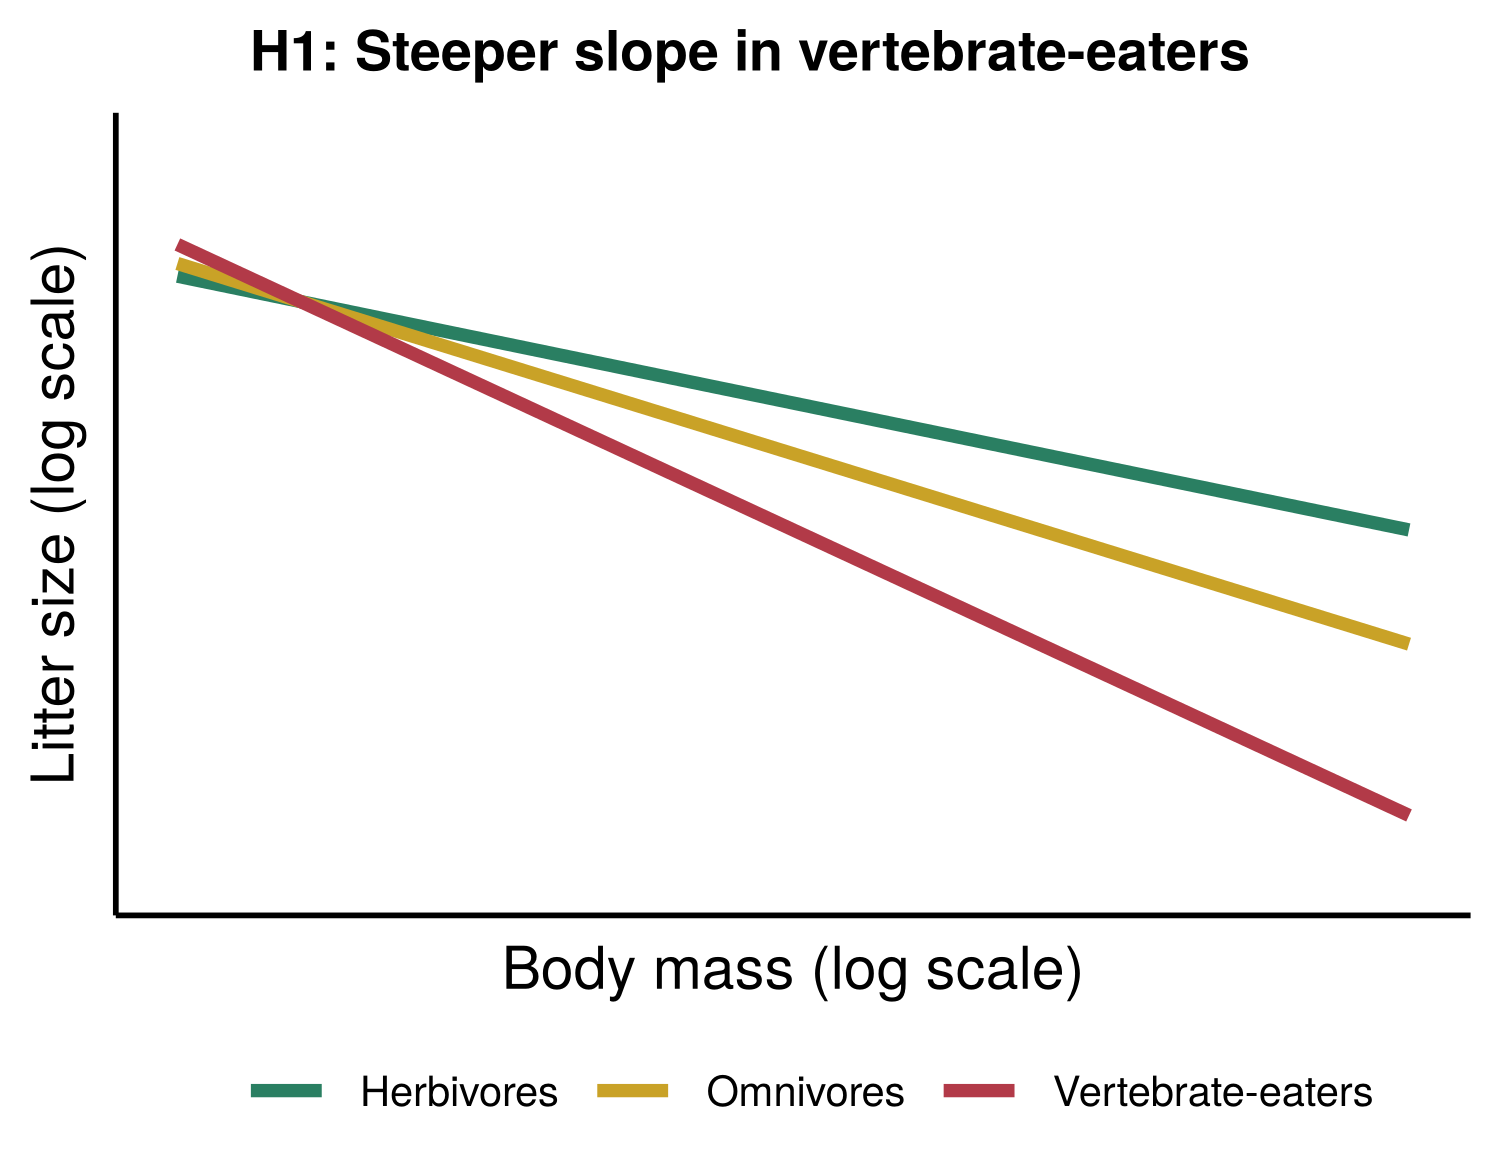 H1: Steeper slope in vertebrate-eaters
Litter size (log scale)
Body mass (log scale)
Herbivores
Omnivores
Vertebrate-eaters